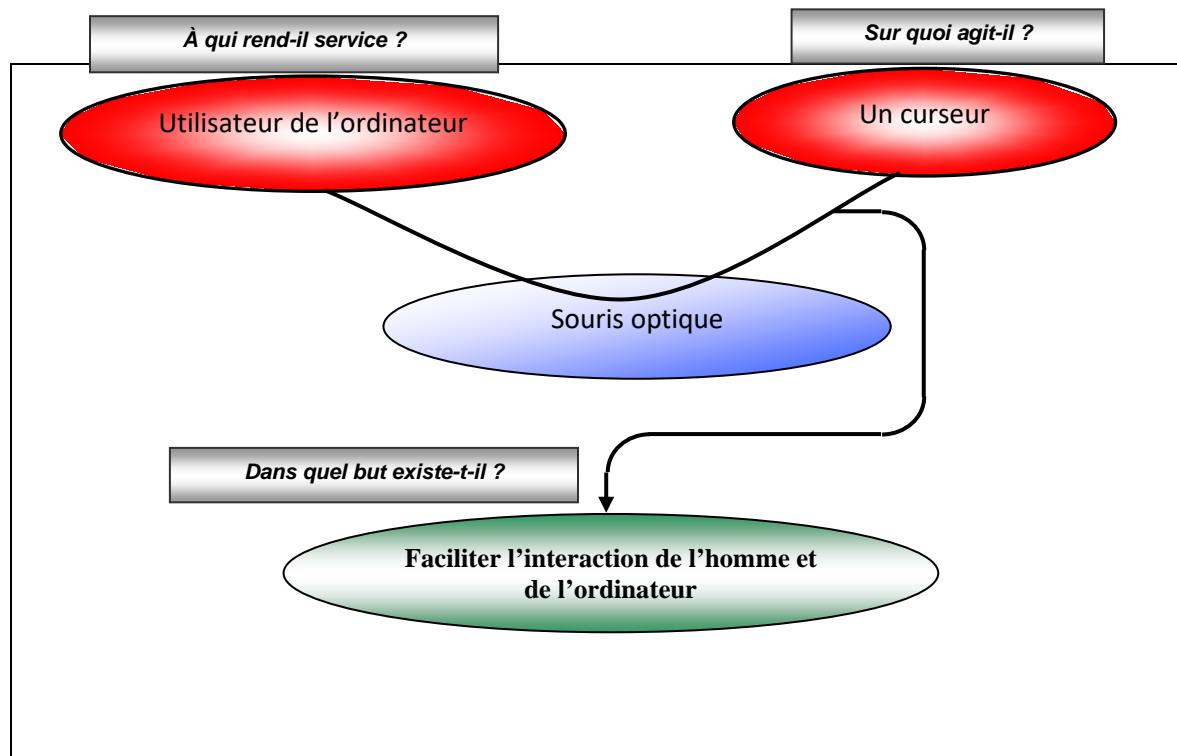 À qui rend-il service ?
Sur quoi agit-il ?
Utilisateur de l’ordinateur
Un curseur
Souris optique
Dans quel but existe-t-il ?
Faciliter l’interaction de l’homme et
de l’ordinateur